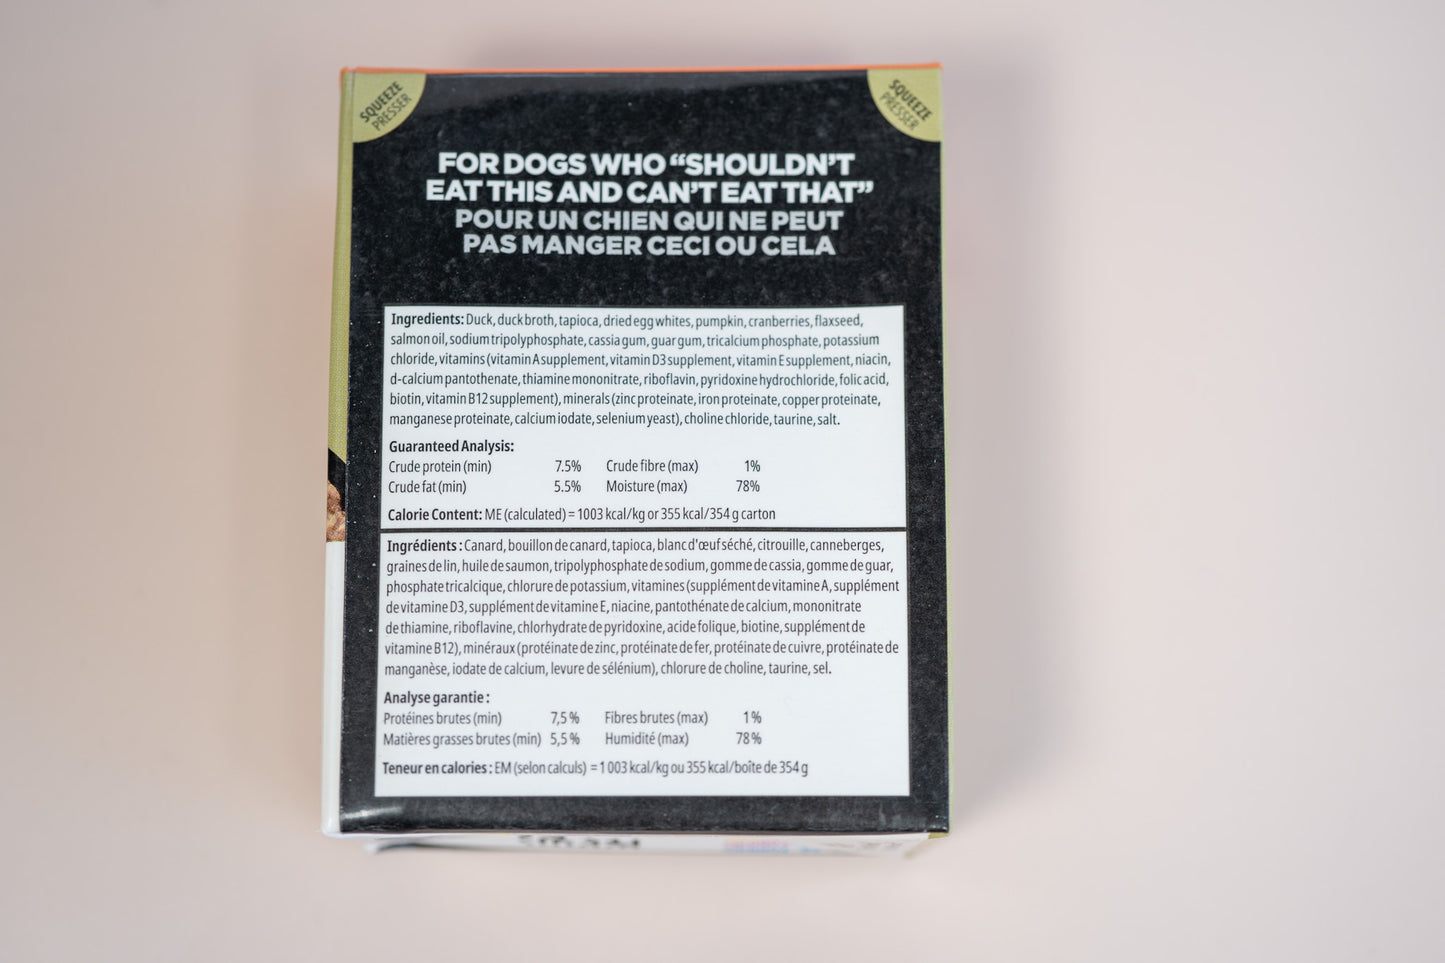 SQUEEZE
PRESSER
SQUEEZE
PRESSER
FOR DOGS WHO “SHOULDN’T
EAT THIS AND CAN’T EAT THAT”
POUR UN CHIEN QUI NE PEUT
PAS MANGER CECI OU CELA
Ingredients: Duck, duck broth, tapioca, dried egg whites, pumpkin, cranberries, flaxseed,
salmon oil, sodium tripolyphosphate, cassia gum, guar gum, tricalcium phosphate, potassium
chloride, vitamins (vitamin A supplement, vitamin D3 supplement, vitamin E supplement, niacin,
d-calcium pantothenate, thiamine mononitrate, riboflavin, pyridoxine hydrochloride, folic acid,
biotin, vitamin B12 supplement), minerals (zinc proteinate, iron proteinate, copper proteinate,
manganese proteinate, calcium iodate, selenium yeast), choline chloride, taurine, salt.
Guaranteed Analysis:
Crude protein (min) 7.5% Crude fibre (max) 1%
Crude fat (min) 5.5% Moisture (max) 78%
Calorie Content: ME (calculated) = 1003 kcal/kg or 355 kcal/354 g carton
Ingrédients : Canard, bouillon de canard, tapioca, blanc d'œuf séché, citrouille, canneberges,
graines de lin, huile de saumon, tripolyphosphate de sodium, gomme de cassia, gomme de guar,
phosphate tricalcique, chlorure de potassium, vitamines (supplément de vitamine A, supplément
de vitamine D3, supplément de vitamine E, niacine, pantothénate de calcium, mononitrate
de thiamine, riboflavine, chlorhydrate de pyridoxine, acide folique, biotine, supplément de
vitamine B12), minéraux (protéinate de zinc, protéinate de fer, protéinate de cuivre, protéinate de
manganèse, iodate de calcium, levure de sélénium), chlorure de choline, taurine, sel.
Analyse garantie :
Protéines brutes (min) 7,5 % Fibres brutes (max) 1 %
Matières grasses brutes (min) 5,5 % Humidité (max) 78 %
Teneur en calories : EM (selon calculs) = 1 003 kcal/kg ou 355 kcal/boîte de 354 g